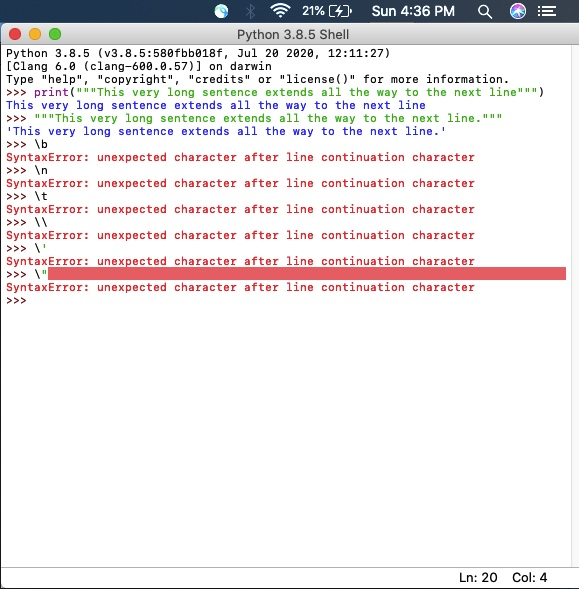 21% Sun 4:36 PM
Python 3.8.5 Shell
Python 3.8.5 (v3.8.5:580fbb018f, Jul 20 2020, 12:11:27)
[Clang 6.0 (clang-600.0.57)] on darwin
Type "help", "copyright", "credits" or "license()" for more information.
>>> print("""This very long sentence extends all the way to the next line""")
This very long sentence extends all the way to the next line
>>> """This very long sentence extends all the way to the next line."""
'This very long sentence extends all the way to the next line.'
>>> \b
SyntaxError: unexpected character after line continuation character
>>> \n
SyntaxError: unexpected character after line continuation character
>>> \t
SyntaxError: unexpected character after line continuation character
>>> \\
SyntaxError: unexpected character after line continuation character
>>> \'
SyntaxError: unexpected character after line continuation character
>>> \"
SyntaxError: unexpected character after line continuation character
>>>
Ln: 20 Col: 4